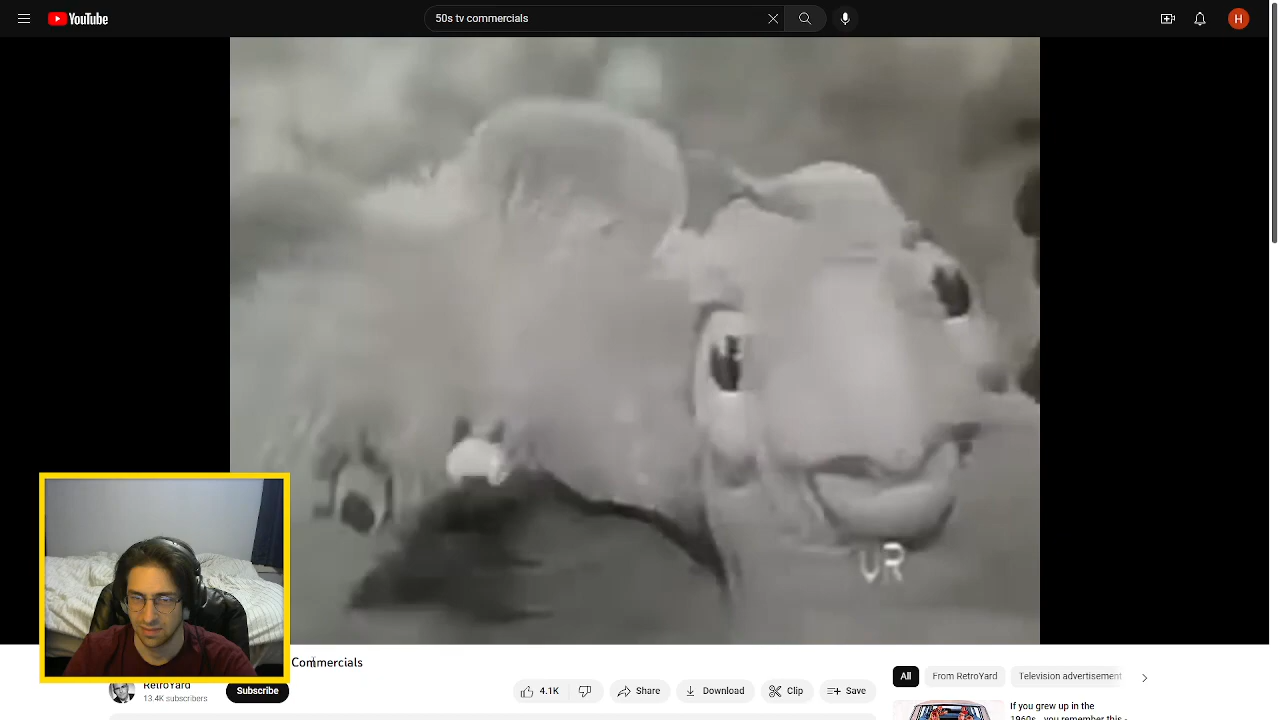 YouTube
50s tv commercials
H
UR
Commercials
RetroYard
13.4K subscribers
Subscribe
4.1K
Share
Download
Clip
Save
All
From RetroYard
Television advertisement
If you grew up in the
1960s...you remember this -